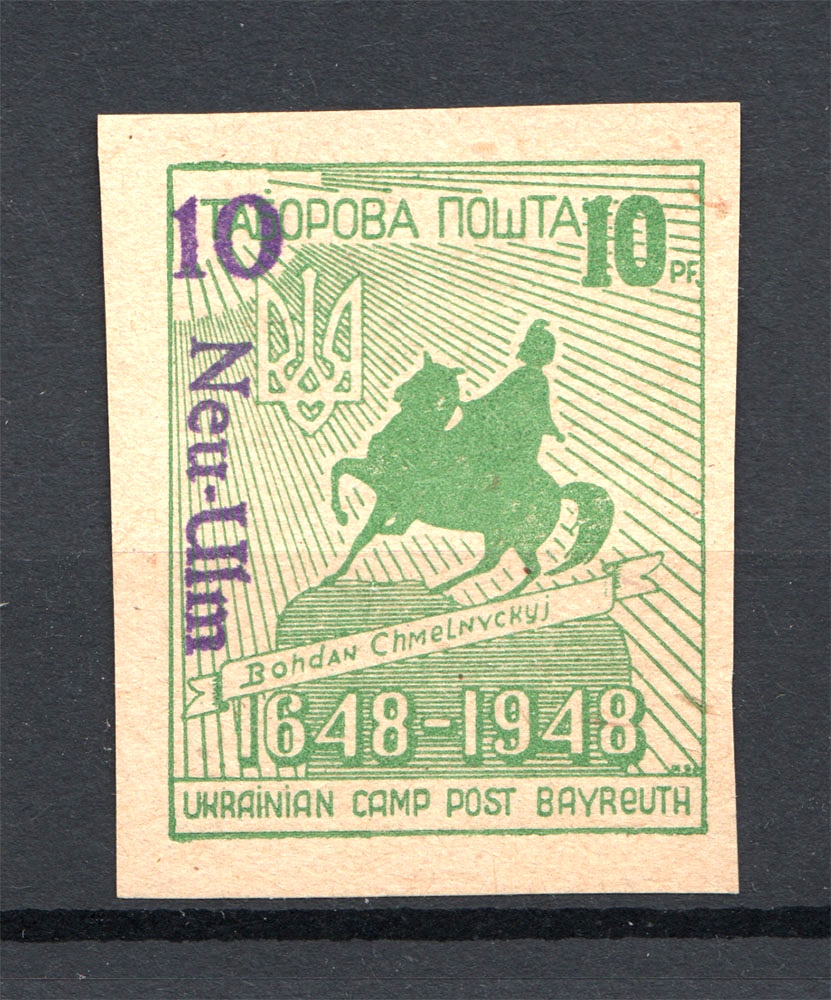 ТАБОРОВА ПОШТА 10
PF.
10
Neu-Ulm
Bohdan Chmelnyckyj
1648-1948
UKRAINIAN CAMP POST BAYREUTH